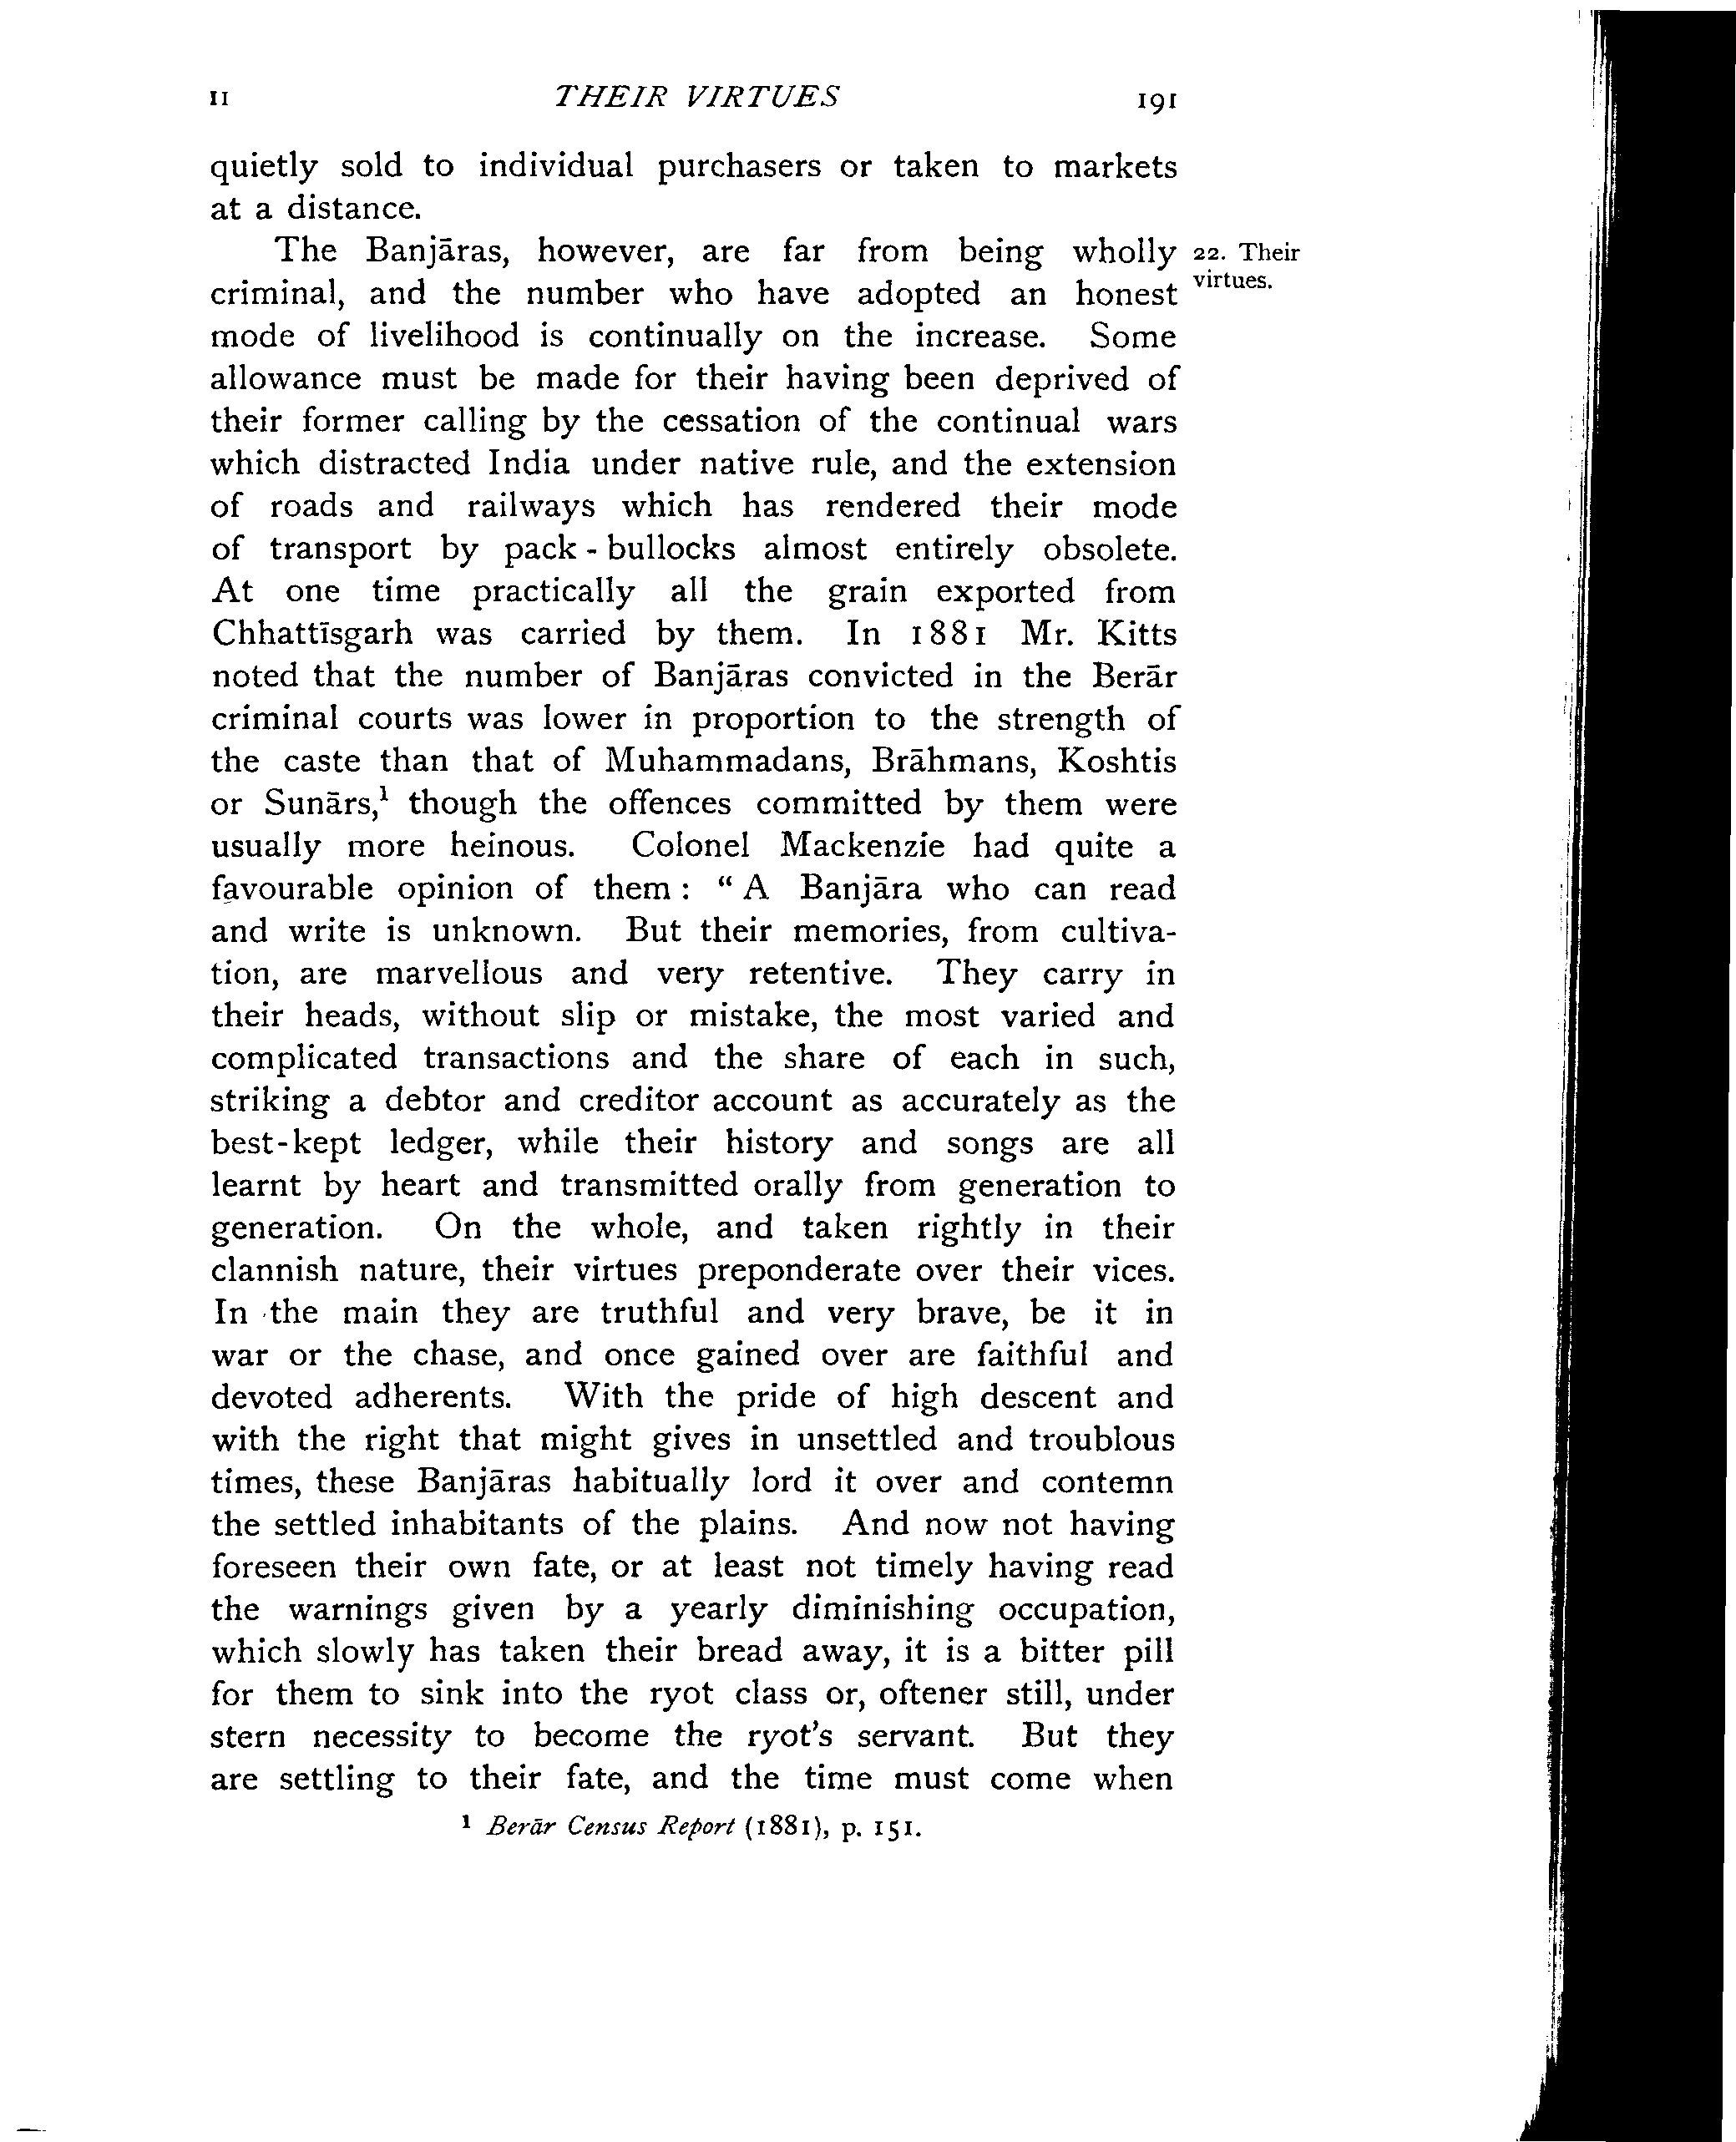 II THEIR VIRTUES 191
quietly sold to individual purchasers or taken to markets
at a distance.
The Banjāras, however, are far from being wholly
22. Their
virtues.
criminal, and the number who have adopted an honest
mode of livelihood is continually on the increase. Some
allowance must be made for their having been deprived of
their former calling by the cessation of the continual wars
which distracted India under native rule, and the extension
of roads and railways which has rendered their mode
of transport by pack-bullocks almost entirely obsolete.
At one time practically all the grain exported from
Chhattīsgarh was carried by them. In 1881 Mr. Kitts
noted that the number of Banjāras convicted in the Berār
criminal courts was lower in proportion to the strength of
the caste than that of Muhammadans, Brāhmans, Koshtis
or Sunārs,¹ though the offences committed by them were
usually more heinous. Colonel Mackenzie had quite a
favourable opinion of them: “A Banjāra who can read
and write is unknown. But their memories, from cultiva-
tion, are marvellous and very retentive. They carry in
their heads, without slip or mistake, the most varied and
complicated transactions and the share of each in such,
striking a debtor and creditor account as accurately as the
best-kept ledger, while their history and songs are all
learnt by heart and transmitted orally from generation to
generation. On the whole, and taken rightly in their
clannish nature, their virtues preponderate over their vices.
In the main they are truthful and very brave, be it in
war or the chase, and once gained over are faithful and
devoted adherents. With the pride of high descent and
with the right that might gives in unsettled and troublous
times, these Banjāras habitually lord it over and contemn
the settled inhabitants of the plains. And now not having
foreseen their own fate, or at least not timely having read
the warnings given by a yearly diminishing occupation,
which slowly has taken their bread away, it is a bitter pill
for them to sink into the ryot class or, oftener still, under
stern necessity to become the ryot's servant. But they
are settling to their fate, and the time must come when
¹ Berār Census Report (1881), p. 151.